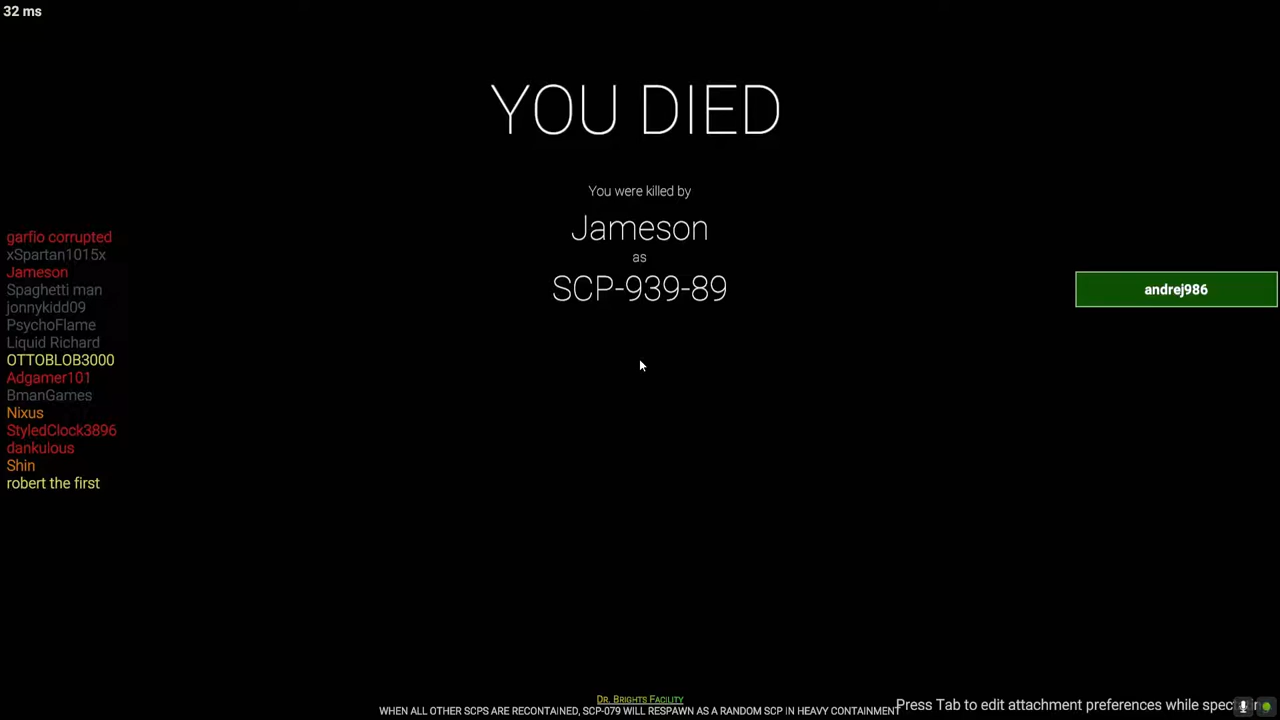 32 ms
YOU DIED
You were killed by
Jameson
as
SCP-939-89
garfio corrupted
xSpartan1015x
Jameson
Spaghetti man
jonnykidd09
PsychoFlame
Liquid Richard
OTTOBLOB3000
Adgamer101
BmanGames
Nixus
StyledClock3896
dankulous
Shin
robert the first
andrej986
DR. BRIGHTS FACILITY
WHEN ALL OTHER SCPS ARE RECONTAINED, SCP-079 WILL RESPAWN AS A RANDOM SCP IN HEAVY CONTAINMENT
Press Tab to edit attachment preferences while